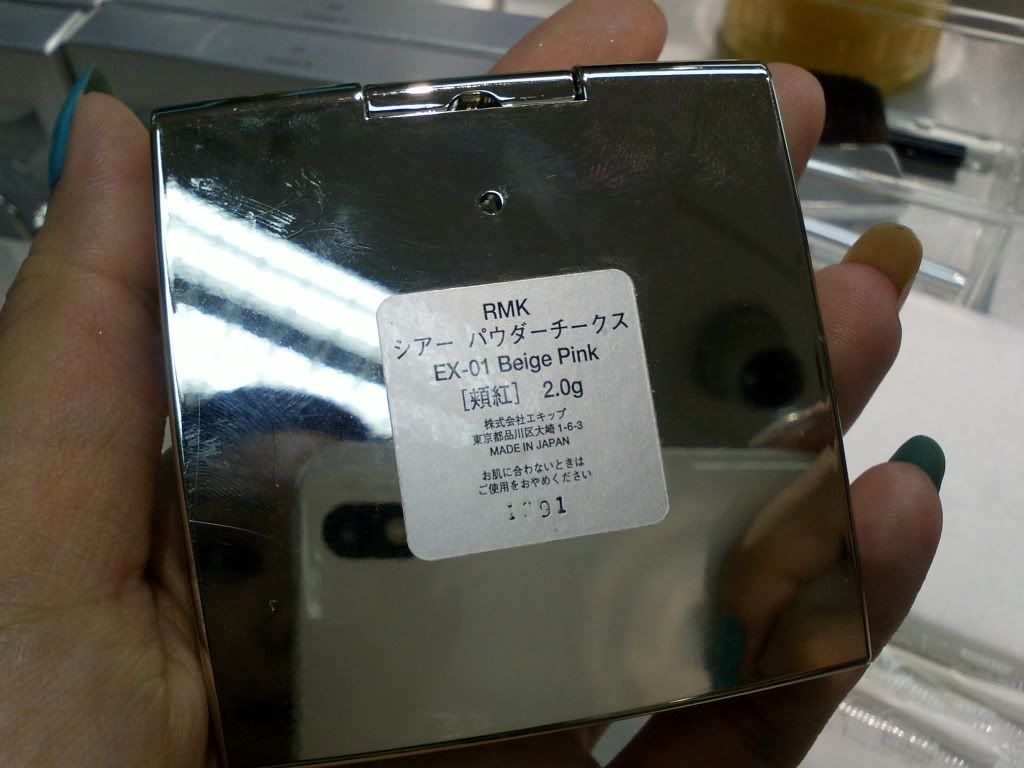 RMK
シアー パウダーチークス
EX-01 Beige Pink
[頬紅] 2.0g
株式会社エキップ
東京都品川区大崎1-6-3
MADE IN JAPAN
お肌に合わないときは
ご使用をおやめください